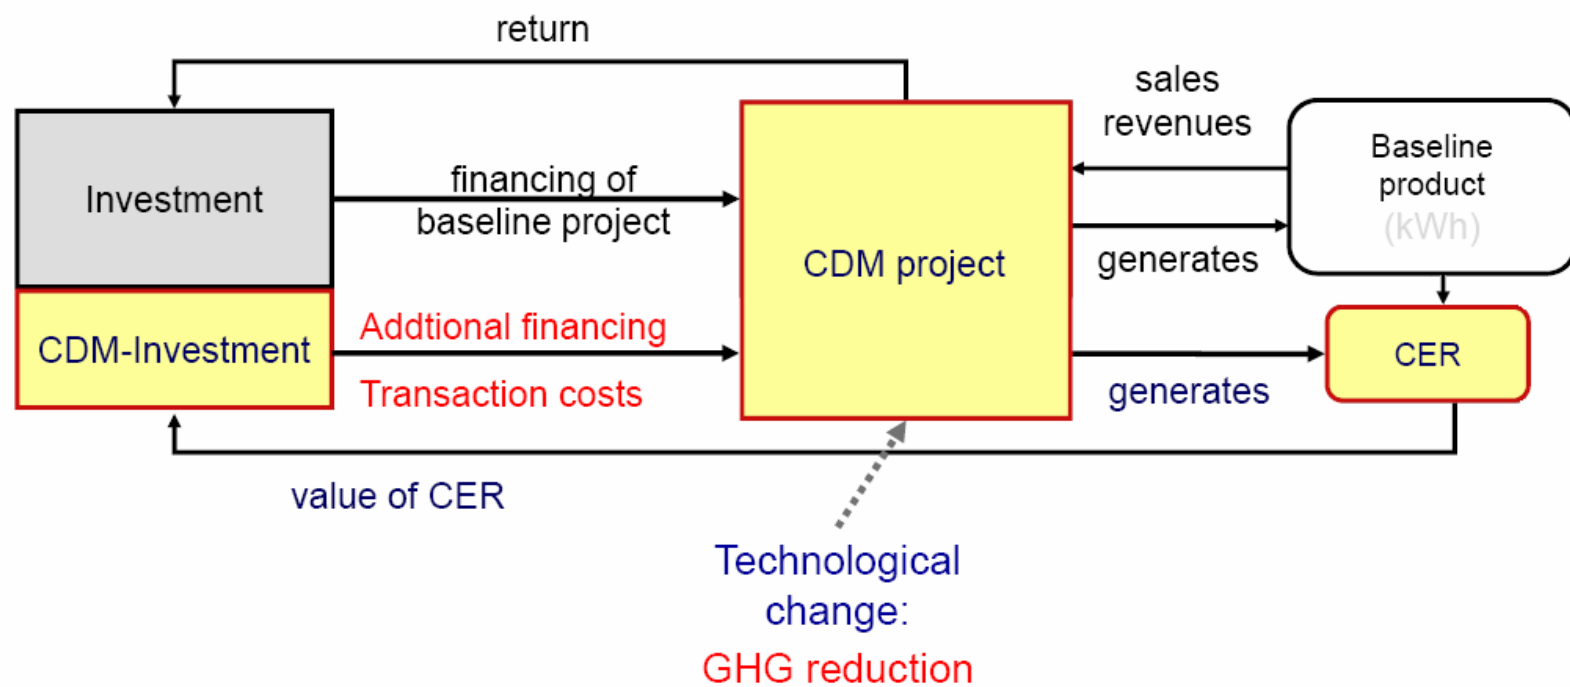 return
sales
revenues
Baseline
product
(kWh)
Investment
financing of
baseline project
CDM project
generates
CDM-Investment
Addtional financing
Transaction costs
generates
CER
value of CER
Technological
change:
GHG reduction